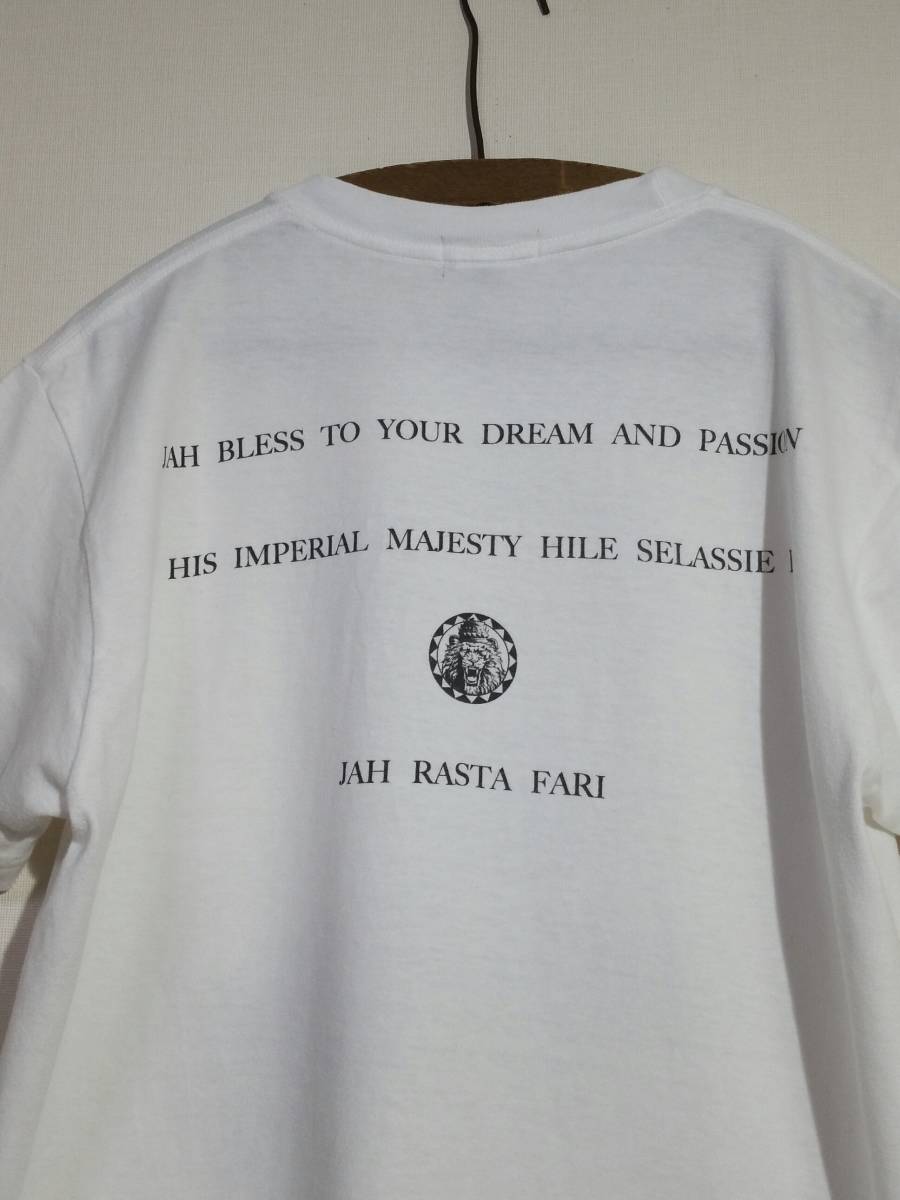 JAH BLESS TO YOUR DREAM AND PASSION
HIS IMPERIAL MAJESTY HILE SELASSIE I
JAH RASTA FARI